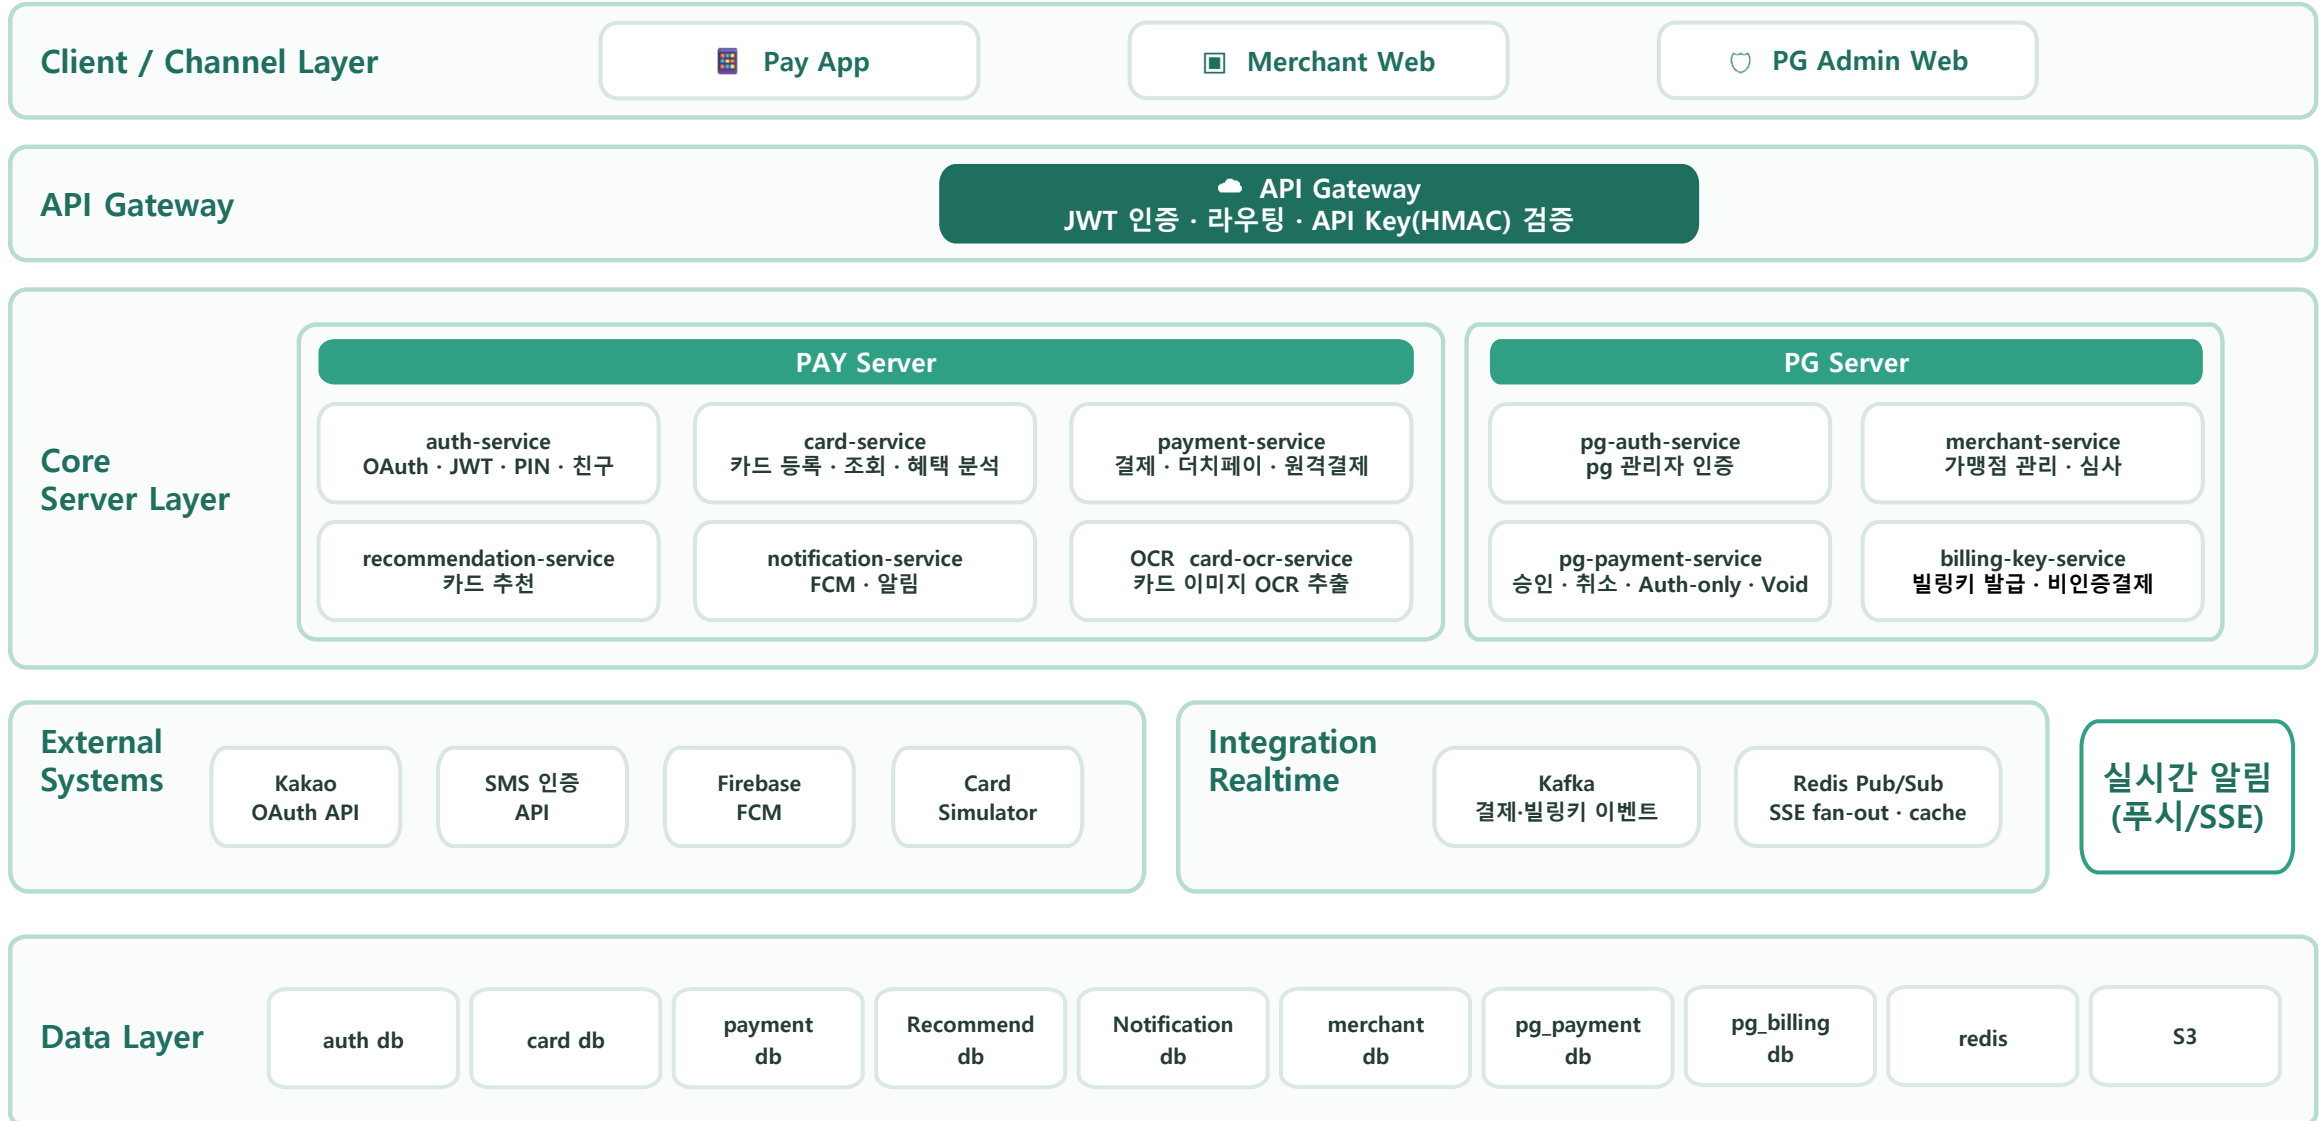 Client / Channel Layer
Pay App
Merchant Web
PG Admin Web
API Gateway
API Gateway
JWT 인증 · 라우팅 · API Key(HMAC) 검증
Core
Server Layer
PAY Server
auth-service
OAuth · JWT · PIN · 친구
card-service
카드 등록 · 조회 · 혜택 분석
payment-service
결제 · 더치페이 · 원격결제
recommendation-service
카드 추천
notification-service
FCM · 알림
OCR  card-ocr-service
카드 이미지 OCR 추출
PG Server
pg-auth-service
pg 관리자 인증
merchant-service
가맹점 관리 · 심사
pg-payment-service
승인 · 취소 · Auth-only · Void
billing-key-service
빌링키 발급 · 비인증결제
External
Systems
Kakao
OAuth API
SMS 인증
API
Firebase
FCM
Card
Simulator
Integration
Realtime
Kafka
결제·빌링키 이벤트
Redis Pub/Sub
SSE fan-out · cache
실시간 알림
(푸시/SSE)
Data Layer
auth db
card db
payment
db
Recommend
db
Notification
db
merchant
db
pg_payment
db
pg_billing
db
redis
S3